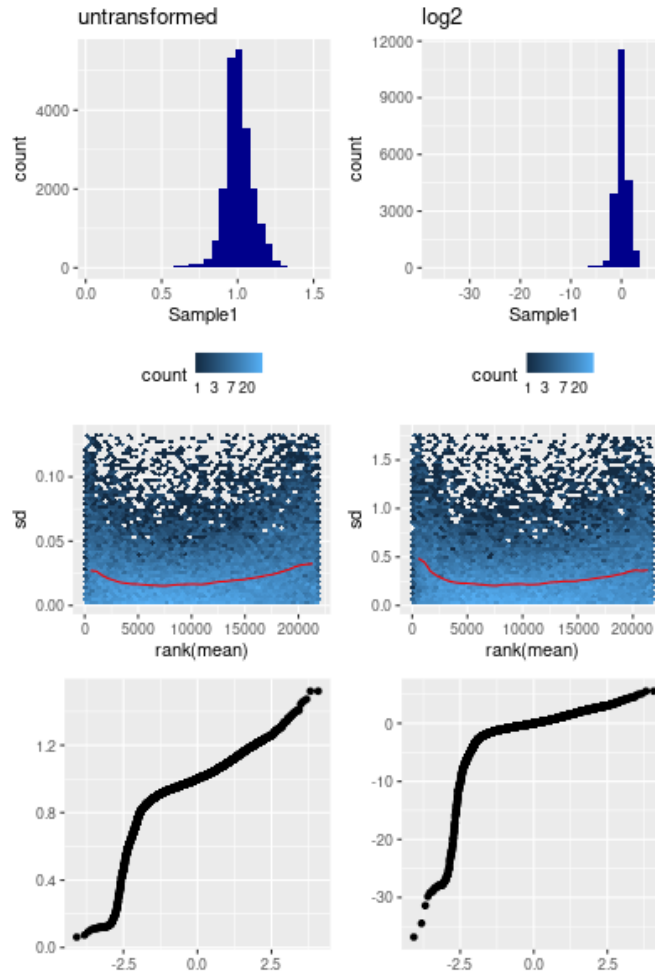 untransformed
log2
count
4000
2000
0
0.0 0.5 1.0 1.5
Sample1
count
12000
9000
6000
3000
0
-30 -20 -10 0
Sample1
count
1 3 7 20
count
1 3 7 20
sd
0.10
0.05
0.00
0 5000 10000 15000 20000
rank(mean)
sd
1.5
1.0
0.5
0.0
0 5000 10000 15000 20000
rank(mean)
1.2
0.8
0.4
0.0
-2.5 0.0 2.5
0
-10
-20
-30
-2.5 0.0 2.5